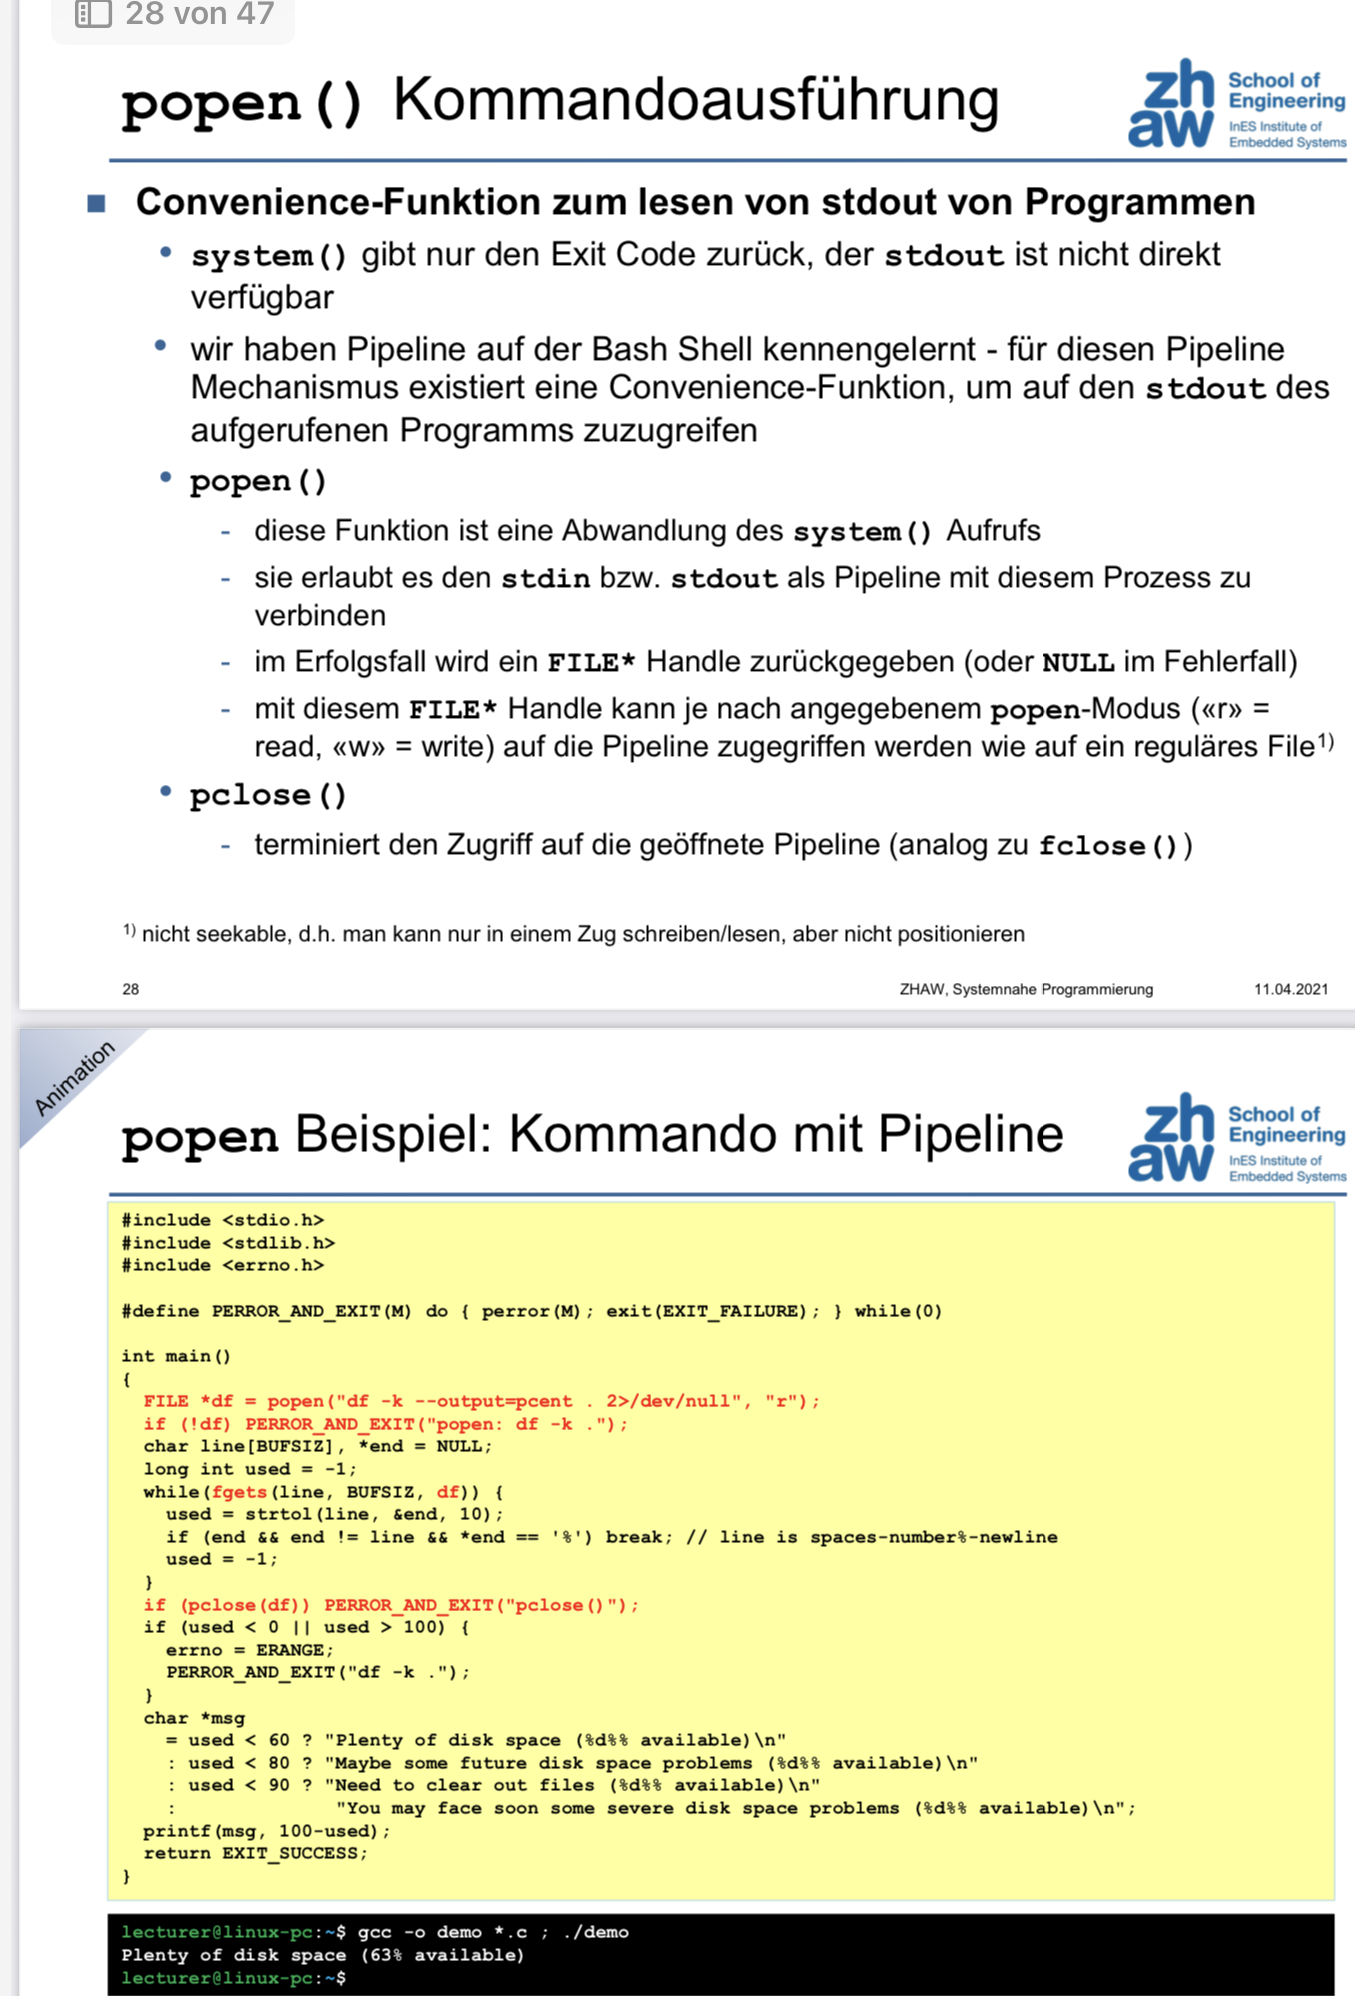 28 von 47
popen() Kommandoausführung
zh
aw
School of
Engineering
InES Institute of
Embedded Systems
Convenience-Funktion zum lesen von stdout von Programmen
• system() gibt nur den Exit Code zurück, der stdout ist nicht direkt
verfügbar
• wir haben Pipeline auf der Bash Shell kennengelernt - für diesen Pipeline
Mechanismus existiert eine Convenience-Funktion, um auf den stdout des
aufgerufenen Programms zuzugreifen
• popen()
- diese Funktion ist eine Abwandlung des system() Aufrufs
- sie erlaubt es den stdin bzw. stdout als Pipeline mit diesem Prozess zu
verbinden
- im Erfolgsfall wird ein FILE* Handle zurückgegeben (oder NULL im Fehlerfall)
- mit diesem FILE* Handle kann je nach angegebenem popen-Modus («r» =
read, «w» = write) auf die Pipeline zugegriffen werden wie auf ein reguläres File1)
• pclose()
- terminiert den Zugriff auf die geöffnete Pipeline (analog zu fclose())
1) nicht seekable, d.h. man kann nur in einem Zug schreiben/lesen, aber nicht positionieren
28 ZHAW, Systemnahe Programmierung 11.04.2021
Animation
popen Beispiel: Kommando mit Pipeline
zh
aw
School of
Engineering
InES Institute of
Embedded Systems
#include <stdio.h>
#include <stdlib.h>
#include <errno.h>
#define PERROR_AND_EXIT(M) do { perror(M); exit(EXIT_FAILURE); } while(0)
int main()
{
FILE *df = popen("df -k --output=pcent . 2>/dev/null", "r");
if (!df) PERROR_AND_EXIT("popen: df -k .");
char line[BUFSIZ], *end = NULL;
long int used = -1;
while(fgets(line, BUFSIZ, df)) {
used = strtol(line, &end, 10);
if (end && end != line && *end == '%') break; // line is spaces-number%-newline
used = -1;
}
if (pclose(df)) PERROR_AND_EXIT("pclose()");
if (used < 0 || used > 100) {
errno = ERANGE;
PERROR_AND_EXIT("df -k .");
}
char *msg
= used < 60 ? "Plenty of disk space (%d%% available)\n"
: used < 80 ? "Maybe some future disk space problems (%d%% available)\n"
: used < 90 ? "Need to clear out files (%d%% available)\n"
: "You may face soon some severe disk space problems (%d%% available)\n";
printf(msg, 100-used);
return EXIT_SUCCESS;
}
lecturer@linux-pc:~$ gcc -o demo *.c ; ./demo
Plenty of disk space (63% available)
lecturer@linux-pc:~$